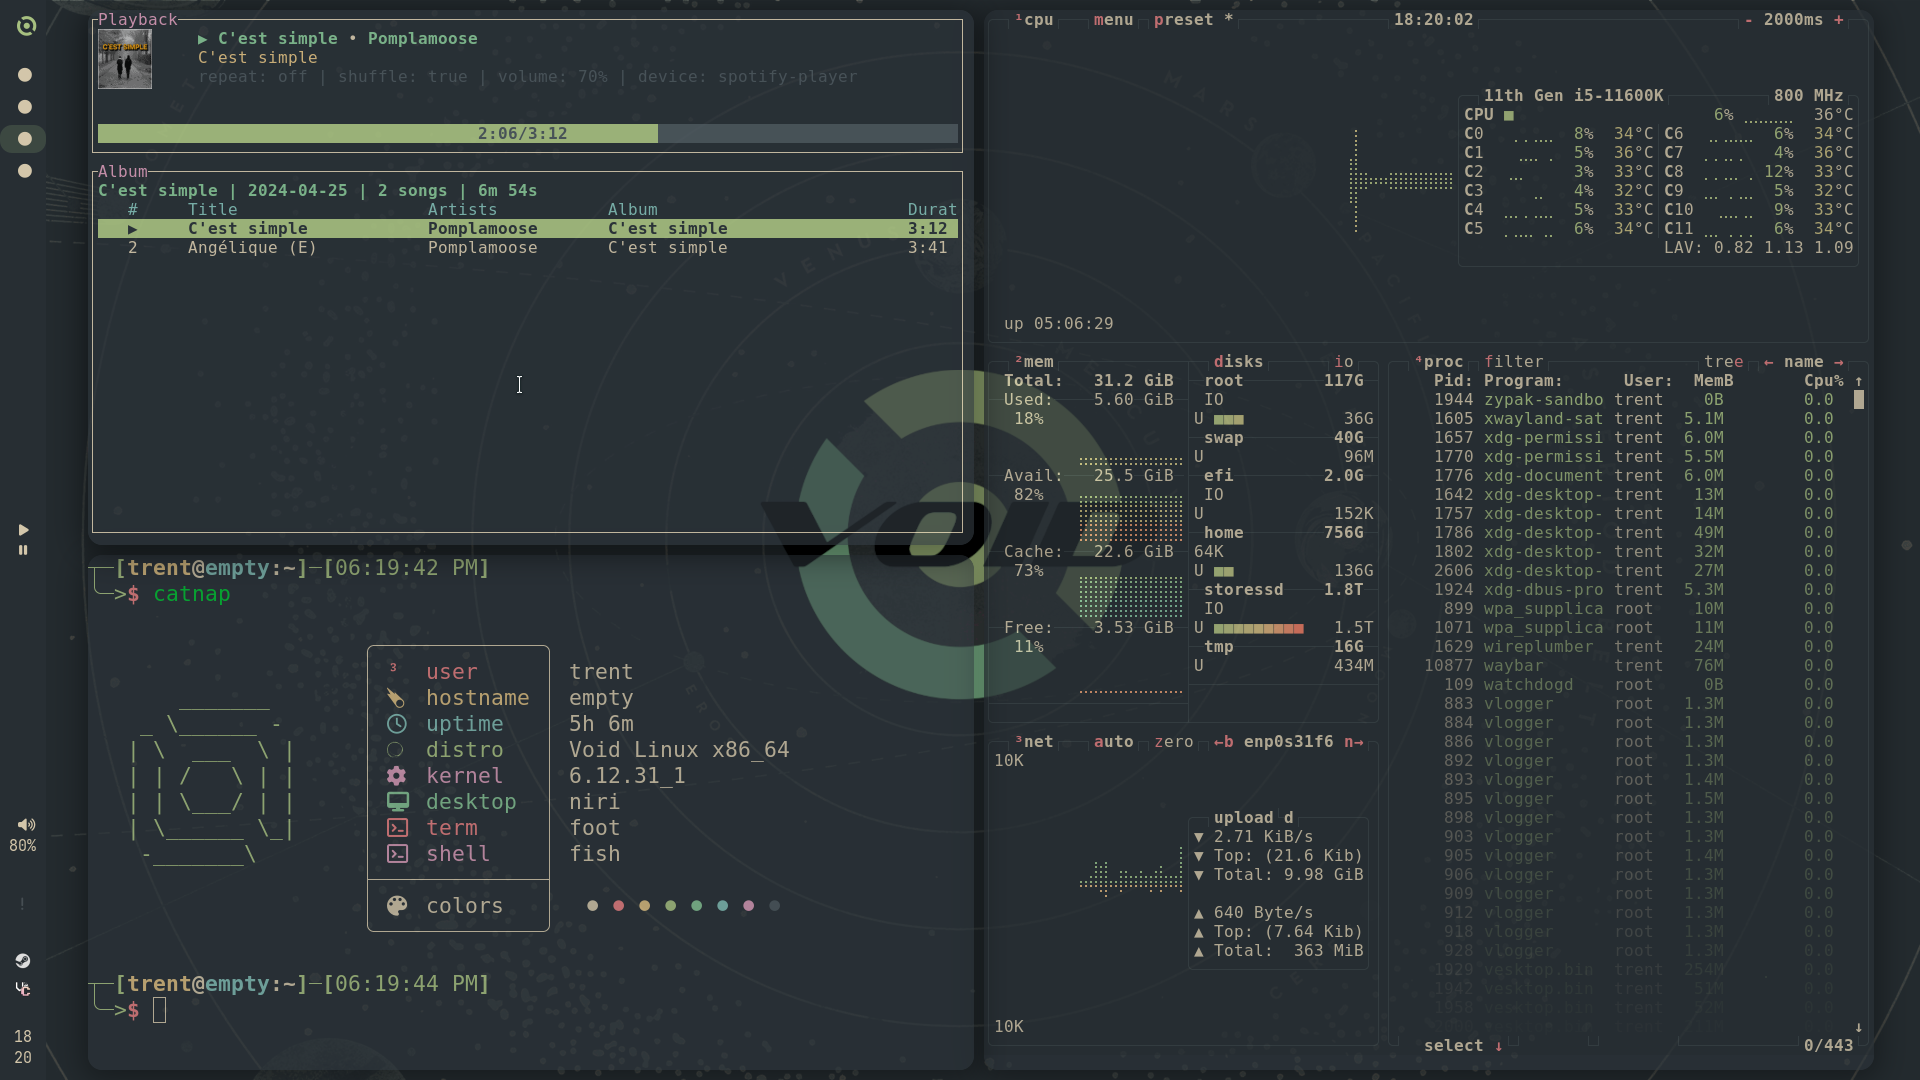 Playback
C'EST SIMPLE
▶ C'est simple • Pomplamoose
C'est simple
repeat: off | shuffle: true | volume: 70% | device: spotify-player
2:06/3:12
Album
C'est simple | 2024-04-25 | 2 songs | 6m 54s
# Title Artists Album Durat
▶ C'est simple Pomplamoose C'est simple 3:12
2 Angélique (E) Pomplamoose C'est simple 3:41
[trent@empty:~]─[06:19:42 PM]
>$ catnap
user trent
hostname empty
uptime 5h 6m
distro Void Linux x86_64
kernel 6.12.31_1
desktop niri
term foot
shell fish
colors
[trent@empty:~]─[06:19:44 PM]
>$
80%
18
20
¹cpu menu preset * 18:20:02 - 2000ms +
11th Gen i5-11600K 800 MHz
CPU 6% 36°C
C0 8% 34°C C6 6% 34°C
C1 5% 36°C C7 4% 36°C
C2 3% 33°C C8 12% 33°C
C3 4% 32°C C9 5% 32°C
C4 5% 33°C C10 9% 33°C
C5 6% 34°C C11 6% 34°C
LAV: 0.82 1.13 1.09
up 05:06:29
²mem
Total: 31.2 GiB
Used: 5.60 GiB
18%
Avail: 25.5 GiB
82%
Cache: 22.6 GiB
73%
Free: 3.53 GiB
11%
disks io
root 117G
IO
U 36G
swap 40G
U 96M
efi 2.0G
IO
U 152K
home 756G
64K
U 136G
storessd 1.8T
IO
U 1.5T
tmp 16G
U 434M
³net auto zero ←b enp0s31f6 n→
10K
upload d
▼ 2.71 KiB/s
▼ Top: (21.6 Kib)
▼ Total: 9.98 GiB
▲ 640 Byte/s
▲ Top: (7.64 Kib)
▲ Total: 363 MiB
10K
⁴proc filter tree ← name →
Pid: Program: User: MemB Cpu% ↑
1944 zypak-sandbo trent 0B 0.0
1605 xwayland-sat trent 5.1M 0.0
1657 xdg-permissi trent 6.0M 0.0
1770 xdg-permissi trent 5.5M 0.0
1776 xdg-document trent 6.0M 0.0
1642 xdg-desktop- trent 13M 0.0
1757 xdg-desktop- trent 14M 0.0
1786 xdg-desktop- trent 49M 0.0
1802 xdg-desktop- trent 32M 0.0
2606 xdg-desktop- trent 27M 0.0
1924 xdg-dbus-pro trent 5.3M 0.0
899 wpa_supplica root 10M 0.0
1071 wpa_supplica root 11M 0.0
1629 wireplumber trent 24M 0.0
10877 waybar trent 76M 0.0
109 watchdogd root 0B 0.0
883 vlogger root 1.3M 0.0
884 vlogger root 1.3M 0.0
886 vlogger root 1.3M 0.0
892 vlogger root 1.3M 0.0
893 vlogger root 1.4M 0.0
895 vlogger root 1.5M 0.0
898 vlogger root 1.3M 0.0
903 vlogger root 1.3M 0.0
905 vlogger root 1.4M 0.0
906 vlogger root 1.3M 0.0
909 vlogger root 1.3M 0.0
912 vlogger root 1.3M 0.0
918 vlogger root 1.3M 0.0
928 vlogger root 1.3M 0.0
1929 vesktop.bin trent 254M 0.0
1942 vesktop.bin trent 51M 0.0
1958 vesktop.bin trent 52M 0.0
select ↓ 0/443
VOID
MARS
VENUS